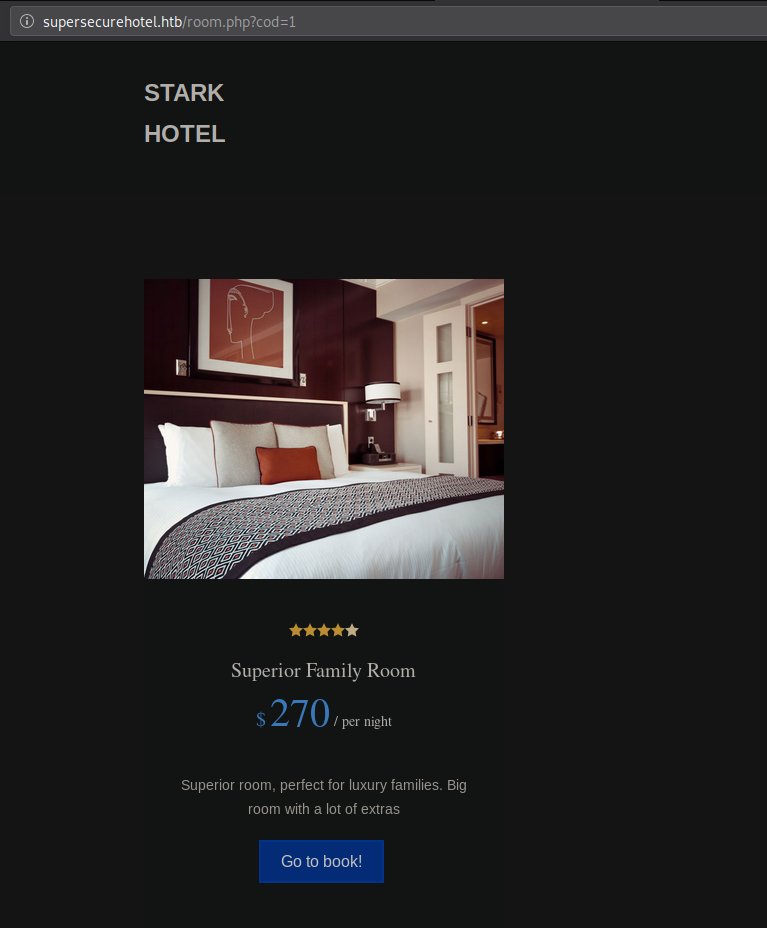 supersecurehotel.htb/room.php?cod=1
STARK
HOTEL
Superior Family Room
$ 270 / per night
Superior room, perfect for luxury families. Big
room with a lot of extras
Go to book!